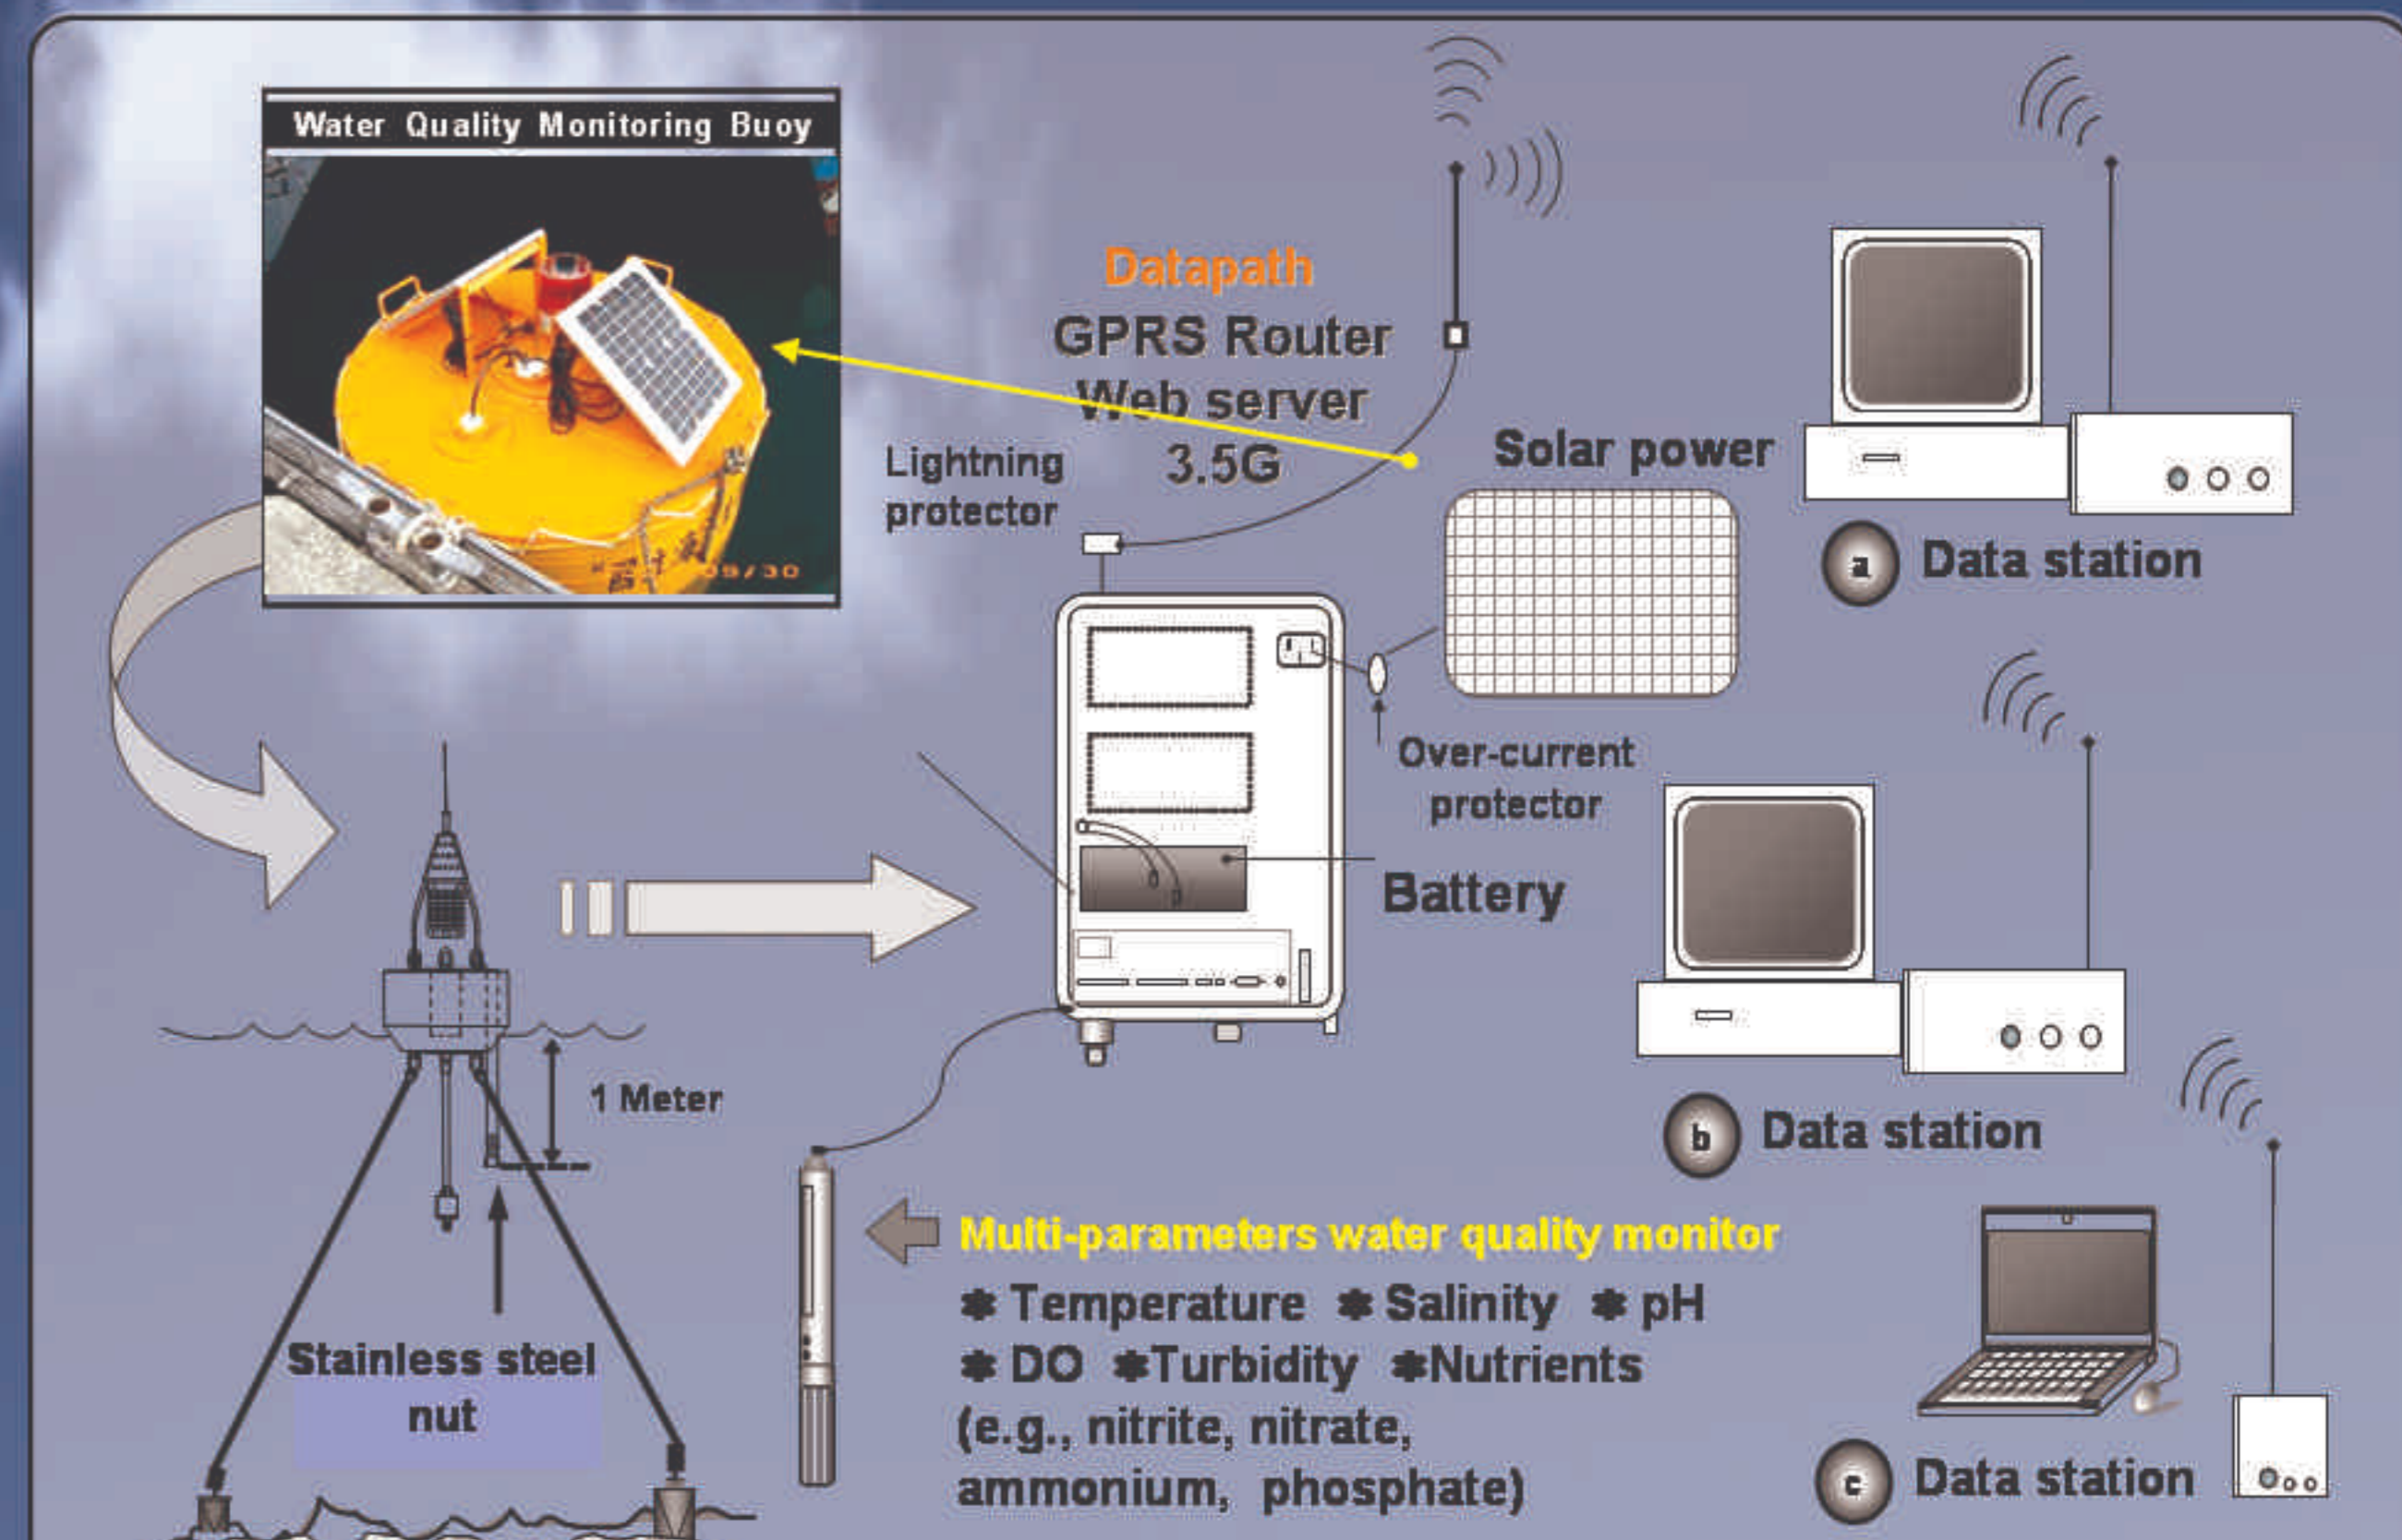 Water Quality Monitoring Buoy
09/30
Datapath
GPRS Router
Web server
3.5G
Lightning
protector
Solar power
a Data station
Over-current
protector
Battery
b Data station
1 Meter
Stainless steel
nut
Multi-parameters water quality monitor
✱ Temperature ✱ Salinity ✱ pH
✱ DO ✱Turbidity ✱Nutrients
(e.g., nitrite, nitrate,
ammonium, phosphate)
c Data station